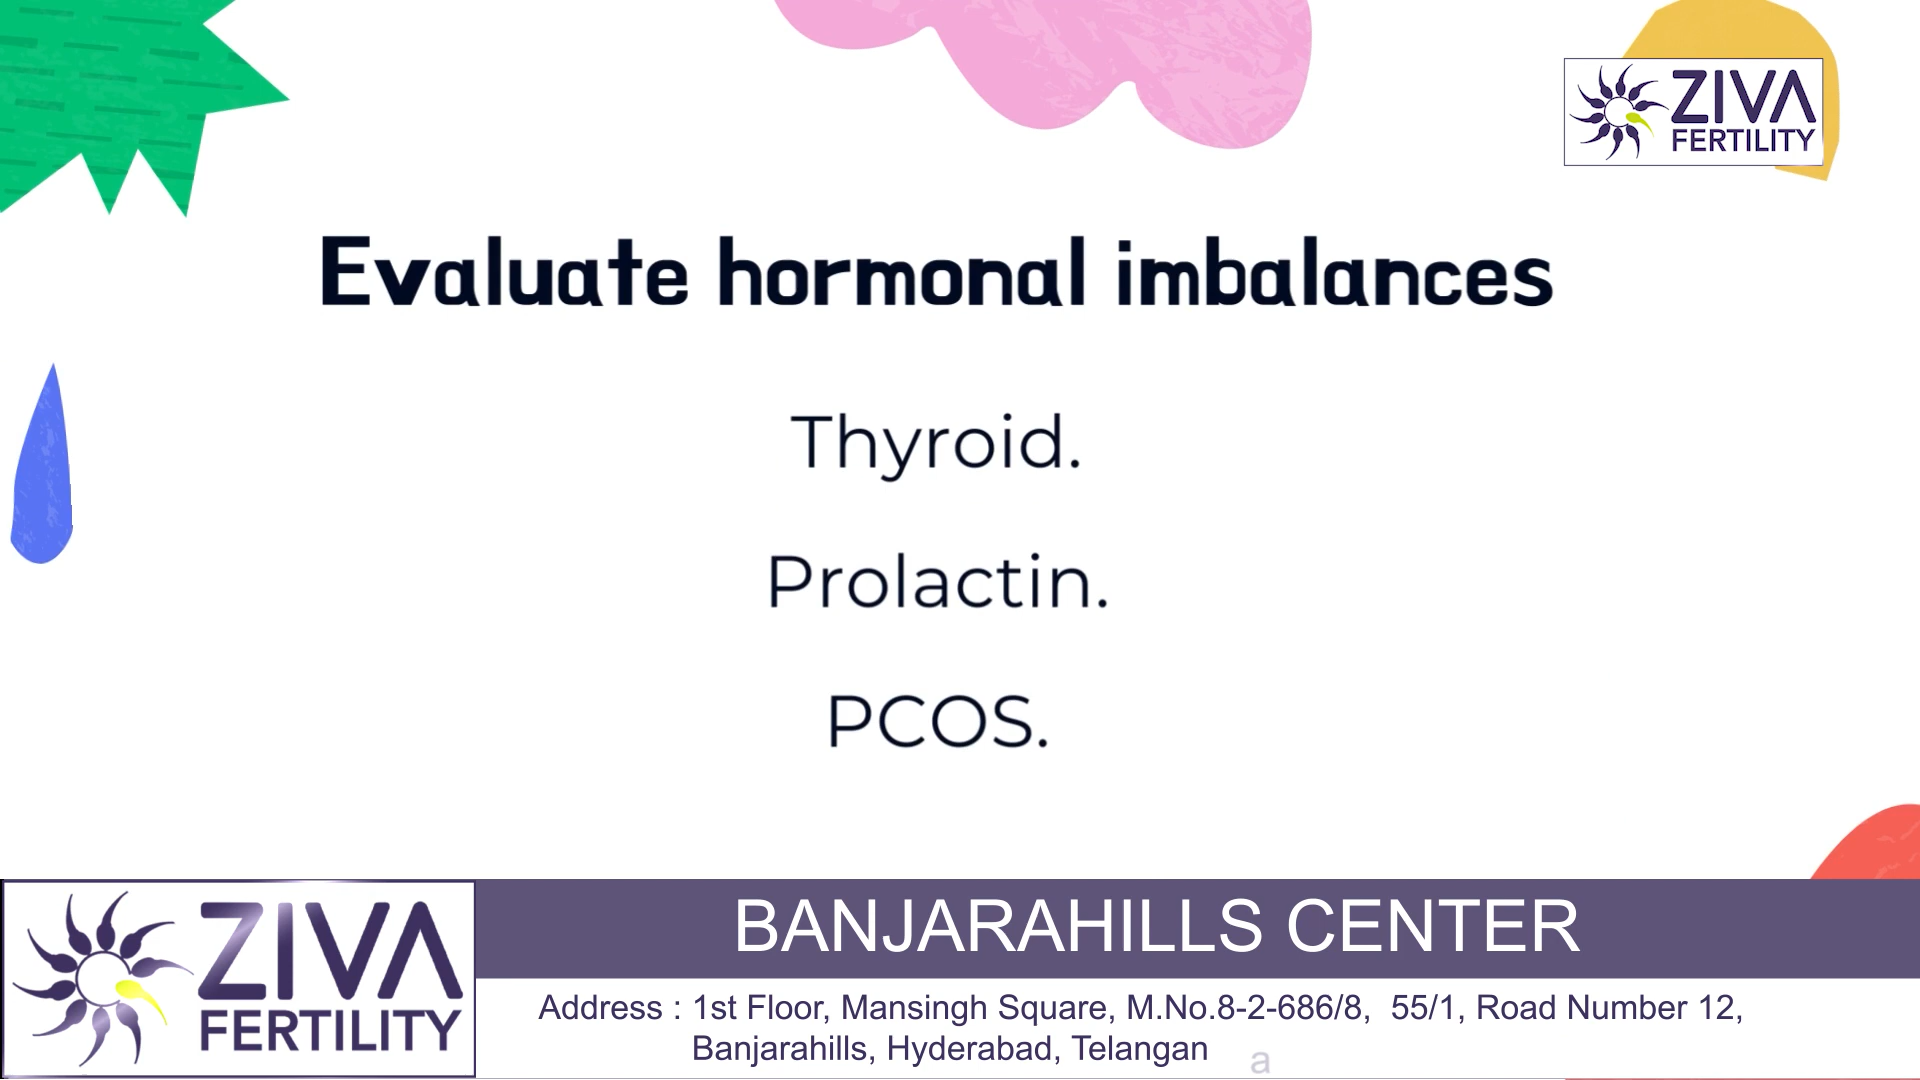 ZIVA
FERTILITY
Evaluate hormonal imbalances
Thyroid.
Prolactin.
PCOS.
ZIVA
FERTILITY
BANJARAHILLS CENTER
Address : 1st Floor, Mansingh Square, M.No.8-2-686/8, 55/1, Road Number 12,
Banjarahills, Hyderabad, Telangan a